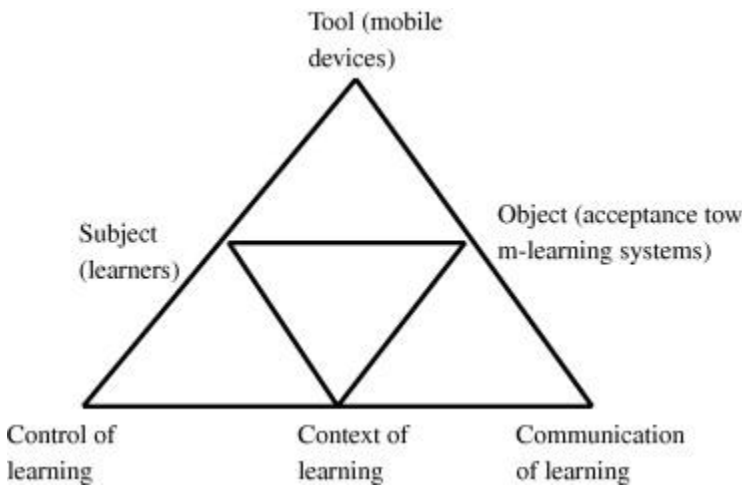 Tool (mobile
devices)
Subject
(learners)
Object (acceptance tow
m-learning systems)
Control of
learning
Context of
learning
Communication
of learning